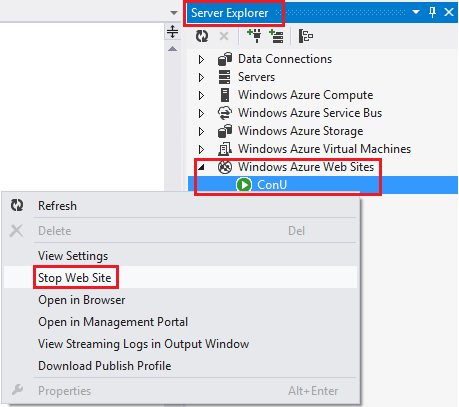 Server Explorer
Data Connections
Servers
Windows Azure Compute
Windows Azure Service Bus
Windows Azure Storage
Windows Azure Virtual Machines
Windows Azure Web Sites
ConU
Refresh
Delete Del
View Settings
Stop Web Site
Open in Browser
Open in Management Portal
View Streaming Logs in Output Window
Download Publish Profile
Properties Alt+Enter